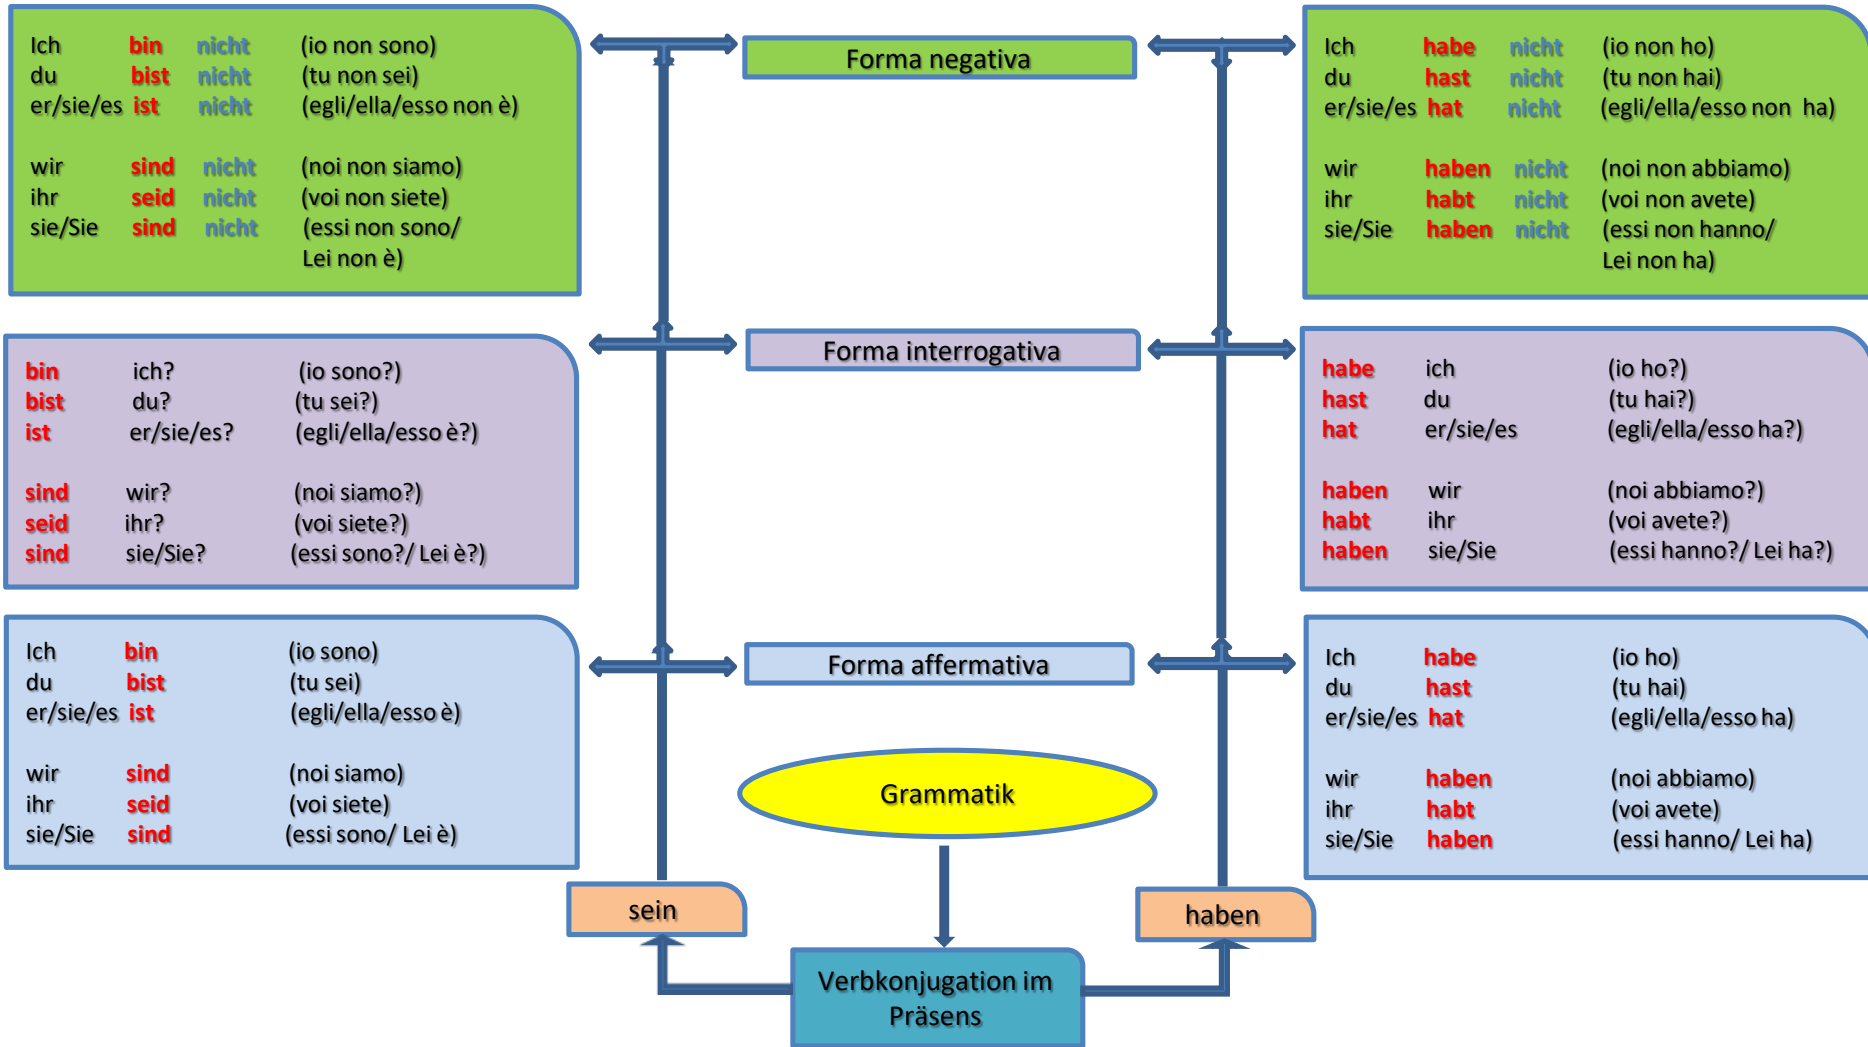 Ich bin nicht (io non sono)
du bist nicht (tu non sei)
er/sie/es ist nicht (egli/ella/esso non è)
wir sind nicht (noi non siamo)
ihr seid nicht (voi non siete)
sie/Sie sind nicht (essi non sono/
Lei non è)
Forma negativa
Ich habe nicht (io non ho)
du hast nicht (tu non hai)
er/sie/es hat nicht (egli/ella/esso non ha)
wir haben nicht (noi non abbiamo)
ihr habt nicht (voi non avete)
sie/Sie haben nicht (essi non hanno/
Lei non ha)
bin ich? (io sono?)
bist du? (tu sei?)
ist er/sie/es? (egli/ella/esso è?)
sind wir? (noi siamo?)
seid ihr? (voi siete?)
sind sie/Sie? (essi sono?/ Lei è?)
Forma interrogativa
habe ich (io ho?)
hast du (tu hai?)
hat er/sie/es (egli/ella/esso ha?)
haben wir (noi abbiamo?)
habt ihr (voi avete?)
haben sie/Sie (essi hanno?/ Lei ha?)
Ich bin (io sono)
du bist (tu sei)
er/sie/es ist (egli/ella/esso è)
wir sind (noi siamo)
ihr seid (voi siete)
sie/Sie sind (essi sono/ Lei è)
Forma affermativa
Ich habe (io ho)
du hast (tu hai)
er/sie/es hat (egli/ella/esso ha)
wir haben (noi abbiamo)
ihr habt (voi avete)
sie/Sie haben (essi hanno/ Lei ha)
Grammatik
sein
haben
Verbkonjugation im
Präsens